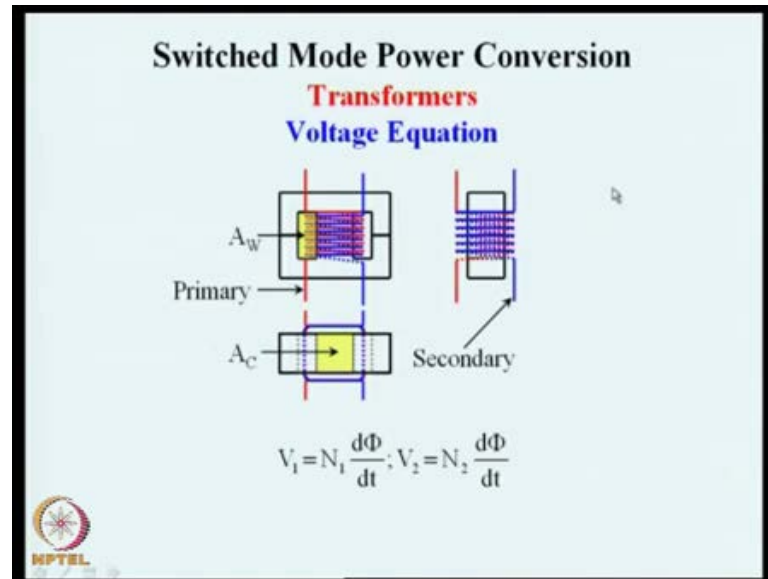 Switched Mode Power Conversion
Transformers
Voltage Equation
A_W
Primary
A_C
Secondary
V₁ = N₁ dΦ/dt ; V₂ = N₂ dΦ/dt
NPTEL